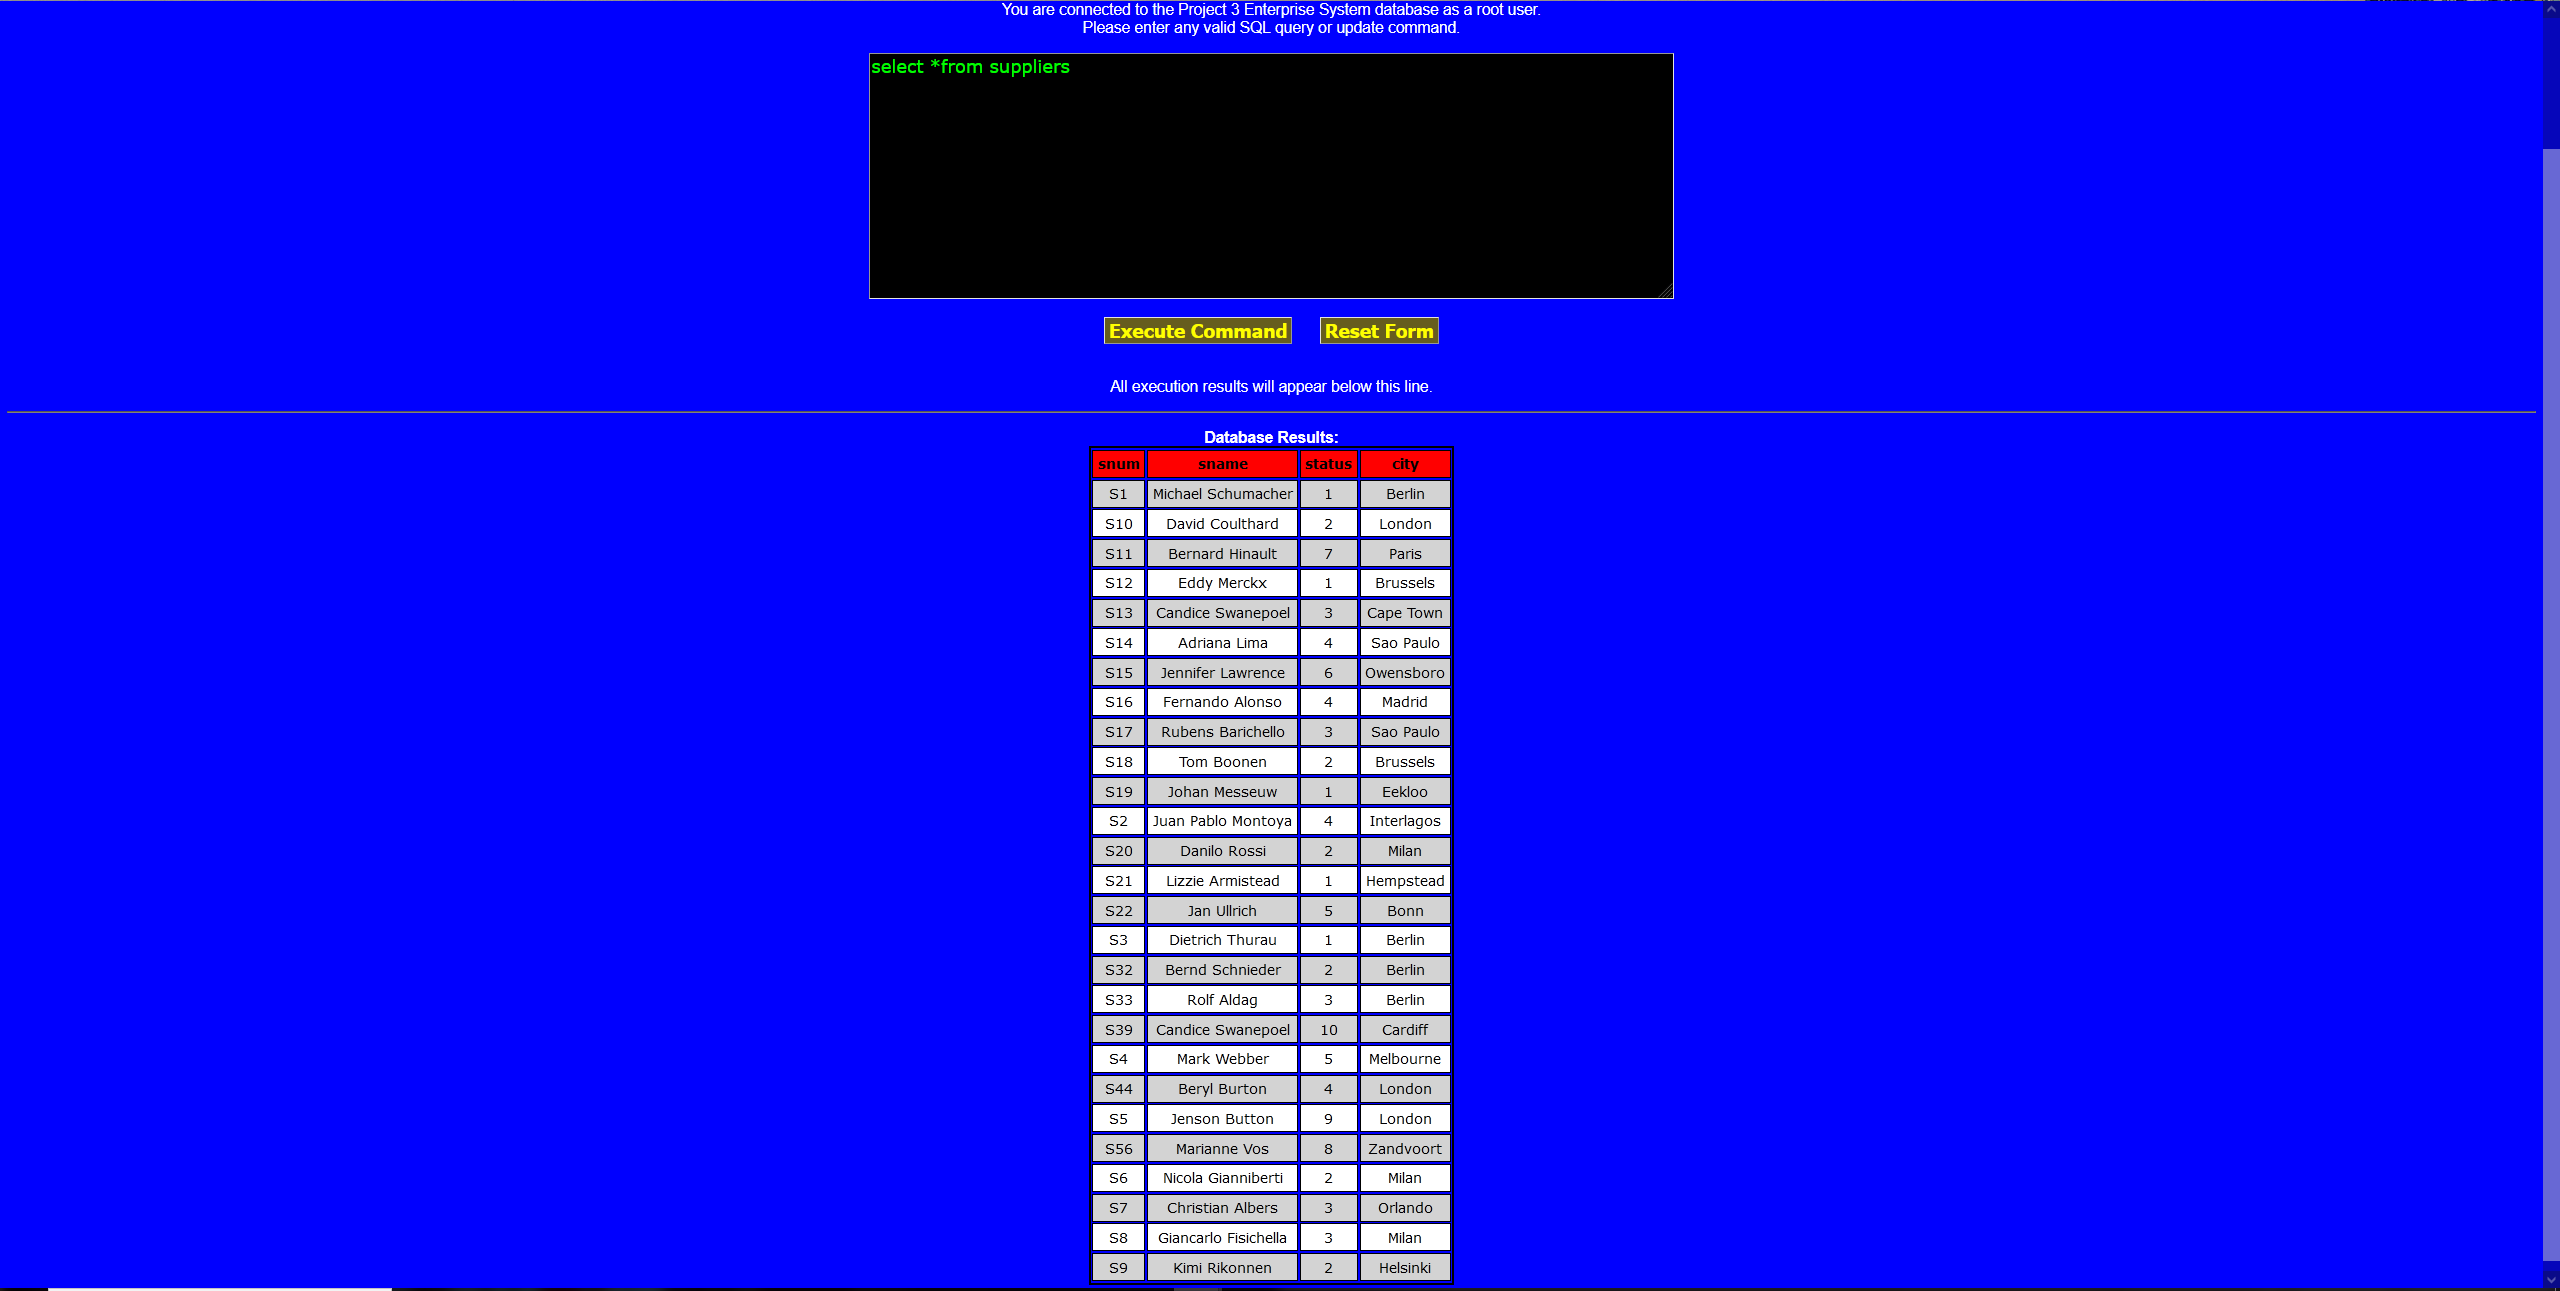 You are connected to the Project 3 Enterprise System database as a root user.
Please enter any valid SQL query or update command.
select *from suppliers
Execute Command Reset Form
All execution results will appear below this line.
Database Results:
snum sname status city
S1 Michael Schumacher 1 Berlin
S10 David Coulthard 2 London
S11 Bernard Hinault 7 Paris
S12 Eddy Merckx 1 Brussels
S13 Candice Swanepoel 3 Cape Town
S14 Adriana Lima 4 Sao Paulo
S15 Jennifer Lawrence 6 Owensboro
S16 Fernando Alonso 4 Madrid
S17 Rubens Barichello 3 Sao Paulo
S18 Tom Boonen 2 Brussels
S19 Johan Messeuw 1 Eekloo
S2 Juan Pablo Montoya 4 Interlagos
S20 Danilo Rossi 2 Milan
S21 Lizzie Armistead 1 Hempstead
S22 Jan Ullrich 5 Bonn
S3 Dietrich Thurau 1 Berlin
S32 Bernd Schnieder 2 Berlin
S33 Rolf Aldag 3 Berlin
S39 Candice Swanepoel 10 Cardiff
S4 Mark Webber 5 Melbourne
S44 Beryl Burton 4 London
S5 Jenson Button 9 London
S56 Marianne Vos 8 Zandvoort
S6 Nicola Gianniberti 2 Milan
S7 Christian Albers 3 Orlando
S8 Giancarlo Fisichella 3 Milan
S9 Kimi Rikonnen 2 Helsinki